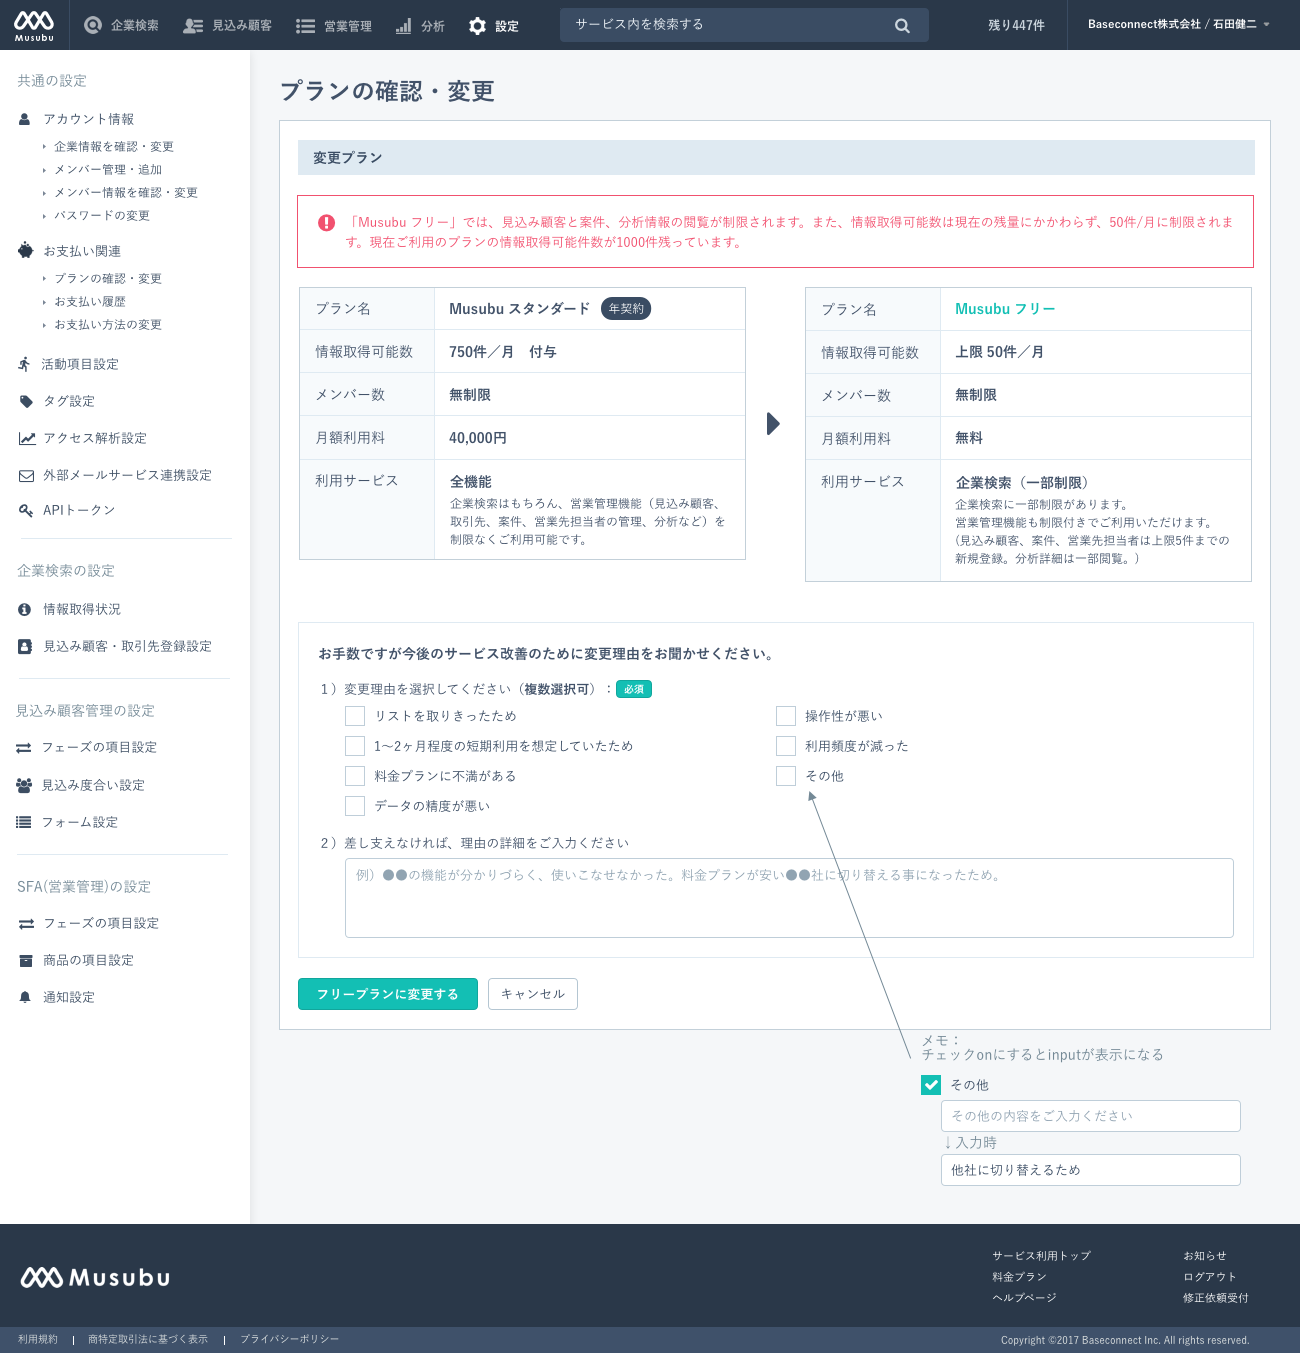 Musubu
企業検索
見込み顧客
営業管理
分析
設定
サービス内を検索する
残り447件
Baseconnect株式会社 / 石田健二
共通の設定
アカウント情報
企業情報を確認・変更
メンバー管理・追加
メンバー情報を確認・変更
パスワードの変更
お支払い関連
プランの確認・変更
お支払い履歴
お支払い方法の変更
活動項目設定
タグ設定
アクセス解析設定
外部メールサービス連携設定
APIトークン
企業検索の設定
情報取得状況
見込み顧客・取引先登録設定
見込み顧客管理の設定
フェーズの項目設定
見込み度合い設定
フォーム設定
SFA(営業管理)の設定
フェーズの項目設定
商品の項目設定
通知設定
プランの確認・変更
変更プラン
「Musubu フリー」では、見込み顧客と案件、分析情報の閲覧が制限されます。また、情報取得可能数は現在の残量にかかわらず、50件/月に制限されま
す。現在ご利用のプランの情報取得可能件数が1000件残っています。
プラン名
Musubu スタンダード 年契約
情報取得可能数
750件／月　付与
メンバー数
無制限
月額利用料
40,000円
利用サービス
全機能
企業検索はもちろん、営業管理機能（見込み顧客、
取引先、案件、営業先担当者の管理、分析など）を
制限なくご利用可能です。
プラン名
Musubu フリー
情報取得可能数
上限 50件／月
メンバー数
無制限
月額利用料
無料
利用サービス
企業検索（一部制限）
企業検索に一部制限があります。
営業管理機能も制限付きでご利用いただけます。
(見込み顧客、案件、営業先担当者は上限5件までの
新規登録。分析詳細は一部閲覧。)
お手数ですが今後のサービス改善のために変更理由をお聞かせください。
１）変更理由を選択してください（複数選択可）： 必須
リストを取りきったため
1〜2ヶ月程度の短期利用を想定していたため
料金プランに不満がある
データの精度が悪い
操作性が悪い
利用頻度が減った
その他
２）差し支えなければ、理由の詳細をご入力ください
例）●●の機能が分かりづらく、使いこなせなかった。料金プランが安い●●社に切り替える事になったため。
フリープランに変更する
キャンセル
メモ：
チェックonにするとinputが表示になる
その他
その他の内容をご入力ください
↓入力時
他社に切り替えるため
Musubu
サービス利用トップ
料金プラン
ヘルプページ
お知らせ
ログアウト
修正依頼受付
利用規約 | 商特定取引法に基づく表示 | プライバシーポリシー
Copyright ©2017 Baseconnect Inc. All rights reserved.